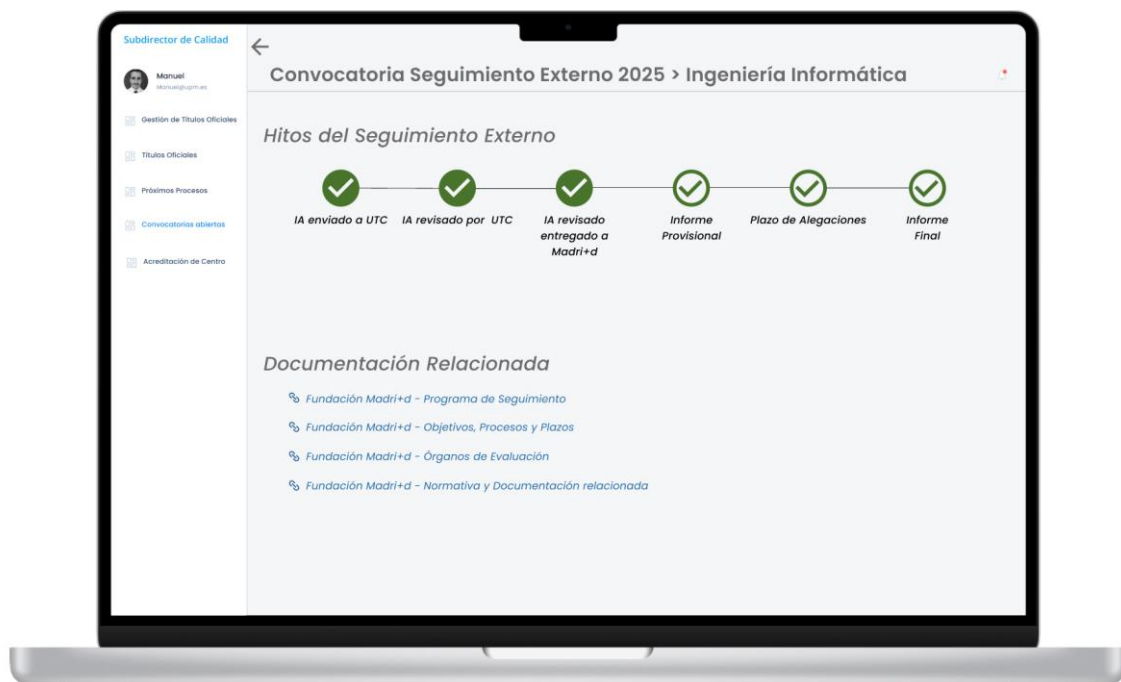 Subdirector de Calidad
Manuel
Manuel@upm.es
Gestión de Títulos Oficiales
Títulos Oficiales
Próximos Procesos
Convocatorias abiertas
Acreditación de Centro
Convocatoria Seguimiento Externo 2025 > Ingeniería Informática
Hitos del Seguimiento Externo
IA enviado a UTC
IA revisado por UTC
IA revisado
entregado a
Madri+d
Informe
Provisional
Plazo de Alegaciones
Informe
Final
Documentación Relacionada
Fundación Madri+d - Programa de Seguimiento
Fundación Madri+d - Objetivos, Procesos y Plazos
Fundación Madri+d - Órganos de Evaluación
Fundación Madri+d - Normativa y Documentación relacionada